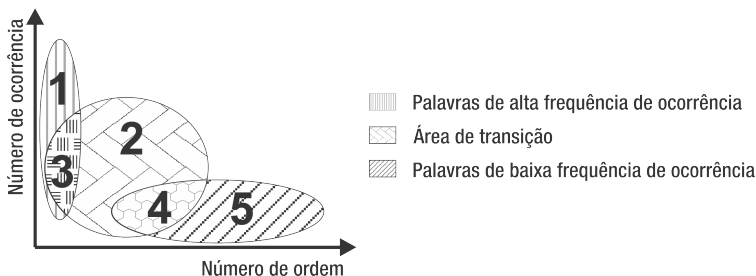 Número de ocorrência
1
2
3
4
5
Número de ordem
Palavras de alta frequência de ocorrência
Área de transição
Palavras de baixa frequência de ocorrência